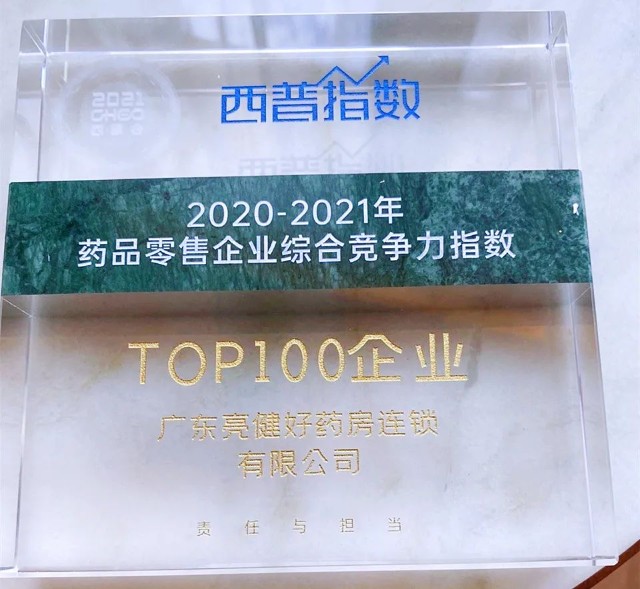 西普指数
2021
2020-2021年
药品零售企业综合竞争力指数
TOP100企业
广东亮健好药房连锁
有限公司
责任与担当